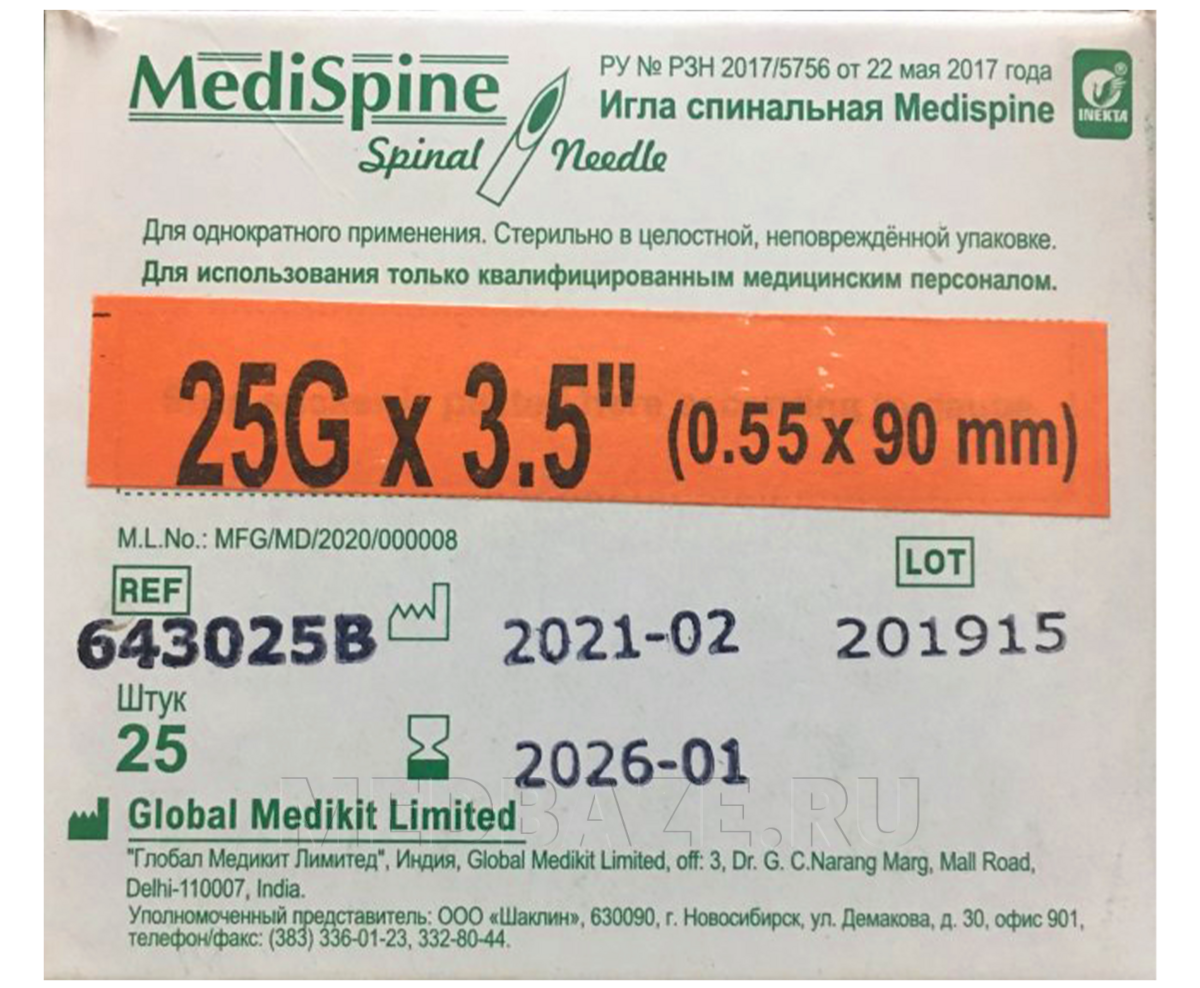 MediSpine
Spinal Needle
РУ № РЗН 2017/5756 от 22 мая 2017 года
Игла спинальная Medispine
INEKTA
®
Для однократного применения. Стерильно в целостной, неповреждённой упаковке.
Для использования только квалифицированным медицинским персоналом.
25G x 3.5" (0.55 x 90 mm)
M.L.No.: MFG/MD/2020/000008
REF
LOT
643025B
2021-02
201915
Штук
25
2026-01
MEDBAZE.RU
Global Medikit Limited
"Глобал Медикит Лимитед", Индия, Global Medikit Limited, off: 3, Dr. G. C.Narang Marg, Mall Road,
Delhi-110007, India.
Уполномоченный представитель: ООО «Шаклин», 630090, г. Новосибирск, ул. Демакова, д. 30, офис 901,
телефон/факс: (383) 336-01-23, 332-80-44.